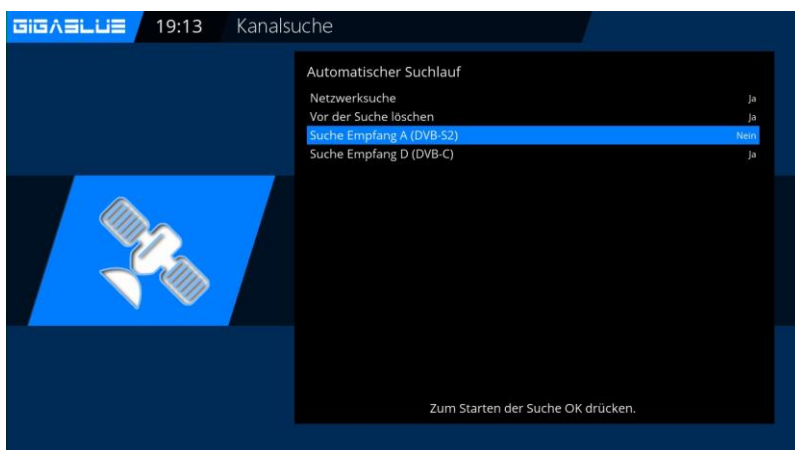 GIGABLUE 19:13 Kanalsuche
Automatischer Suchlauf
Netzwerksuche Ja
Vor der Suche löschen Ja
Suche Empfang A (DVB-S2) Nein
Suche Empfang D (DVB-C) Ja
Zum Starten der Suche OK drücken.